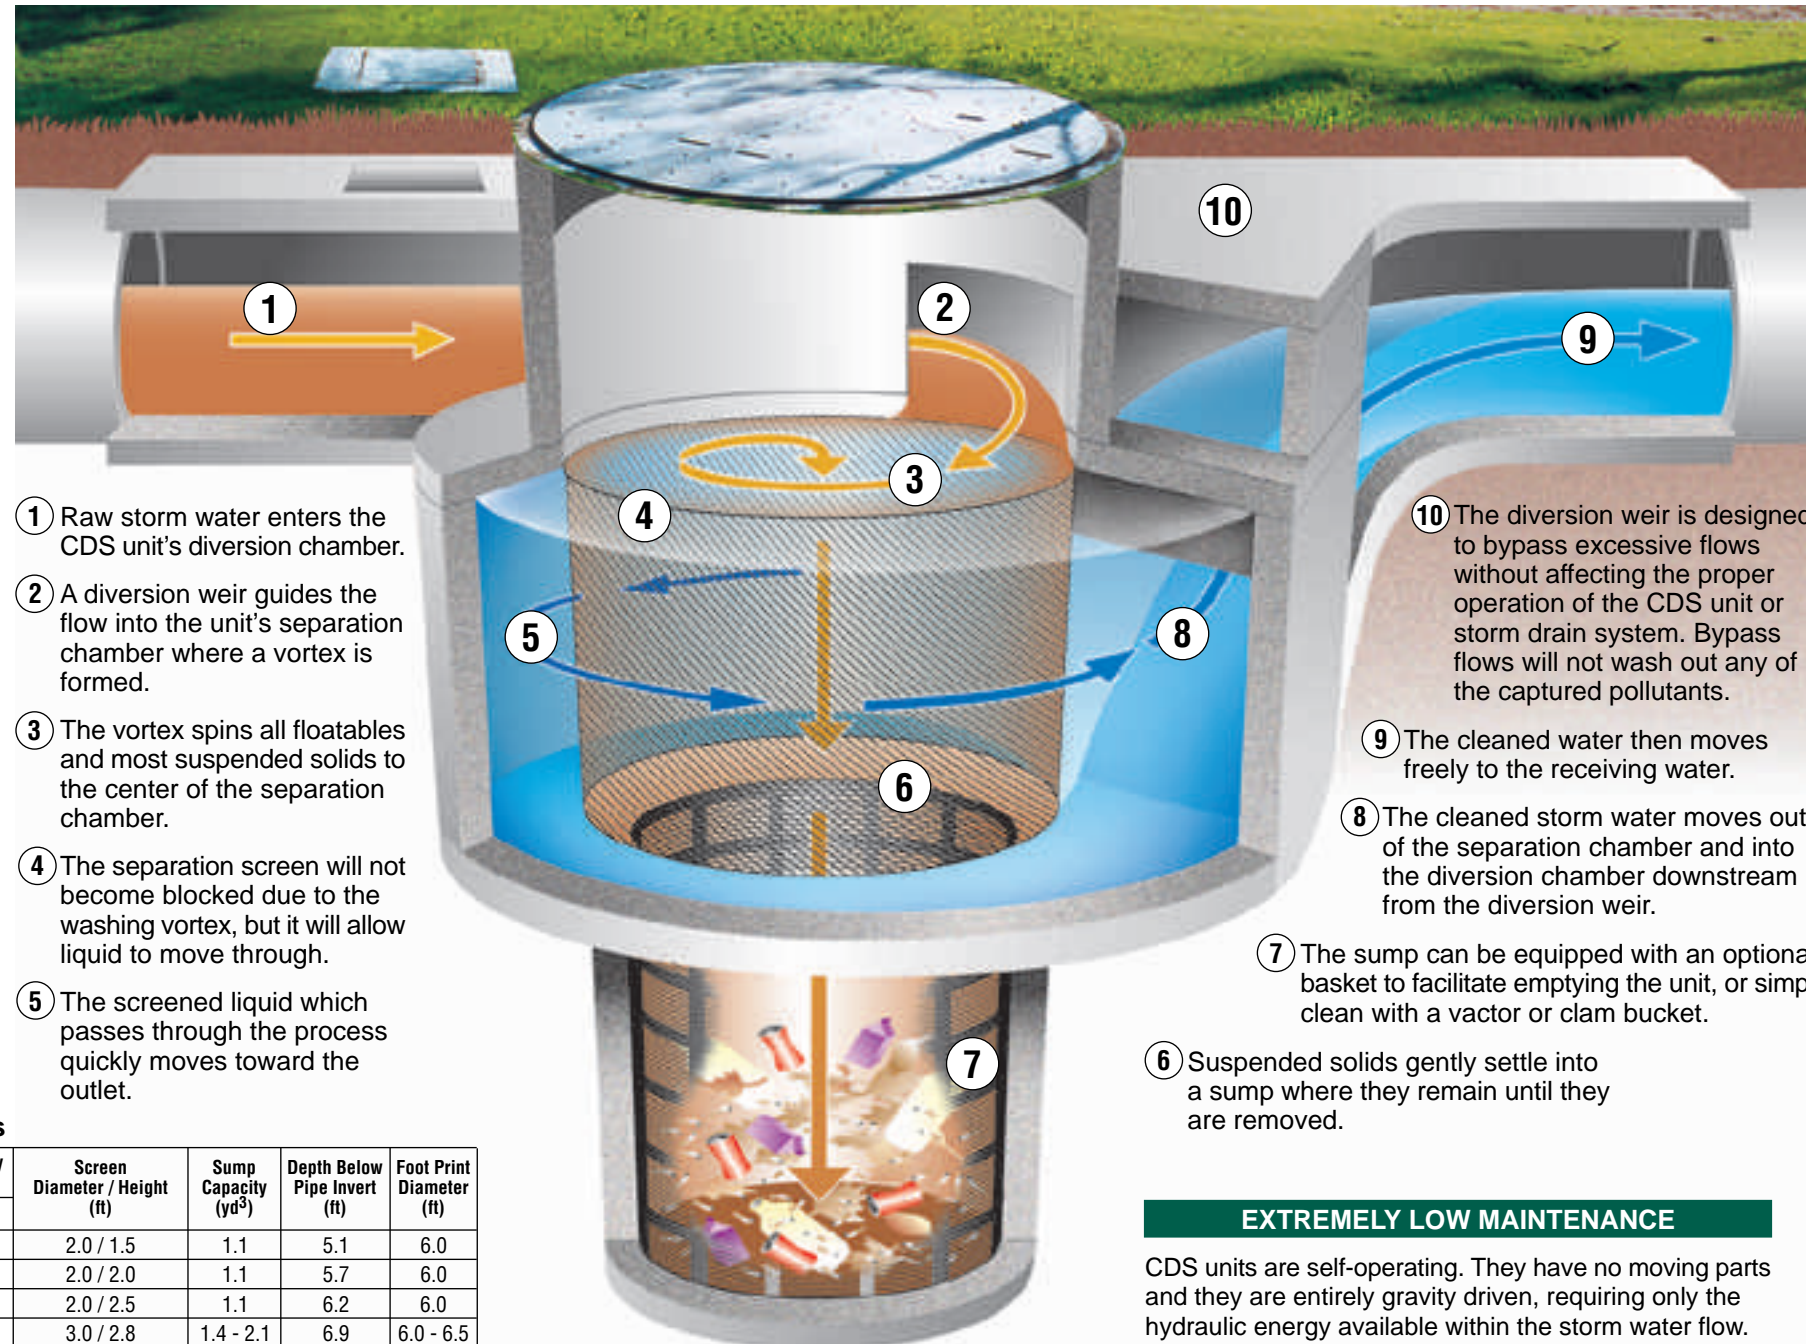 1
2
3
4
5
6
7
8
9
10
1 Raw storm water enters the
CDS unit's diversion chamber.
2 A diversion weir guides the
flow into the unit's separation
chamber where a vortex is
formed.
3 The vortex spins all floatables
and most suspended solids to
the center of the separation
chamber.
4 The separation screen will not
become blocked due to the
washing vortex, but it will allow
liquid to move through.
5 The screened liquid which
passes through the process
quickly moves toward the
outlet.
10 The diversion weir is designed
to bypass excessive flows
without affecting the proper
operation of the CDS unit or
storm drain system. Bypass
flows will not wash out any of
the captured pollutants.
9 The cleaned water then moves
freely to the receiving water.
8 The cleaned storm water moves out
of the separation chamber and into
the diversion chamber downstream
from the diversion weir.
7 The sump can be equipped with an
basket to facilitate emptying the unit, or
clean with a vactor or clam bucket.
6 Suspended solids gently settle into
a sump where they remain until they
are removed.
Screen Diameter / Height (ft) Sump Capacity (yd³) Depth Below Pipe Invert (ft) Foot Print Diameter (ft)
2.0 / 1.5 1.1 5.1 6.0
2.0 / 2.0 1.1 5.7 6.0
2.0 / 2.5 1.1 6.2 6.0
3.0 / 2.8 1.4 - 2.1 6.9 6.0 - 6.5
EXTREMELY LOW MAINTENANCE
CDS units are self-operating. They have no moving parts
and they are entirely gravity driven, requiring only the
hydraulic energy available within the storm water flow.